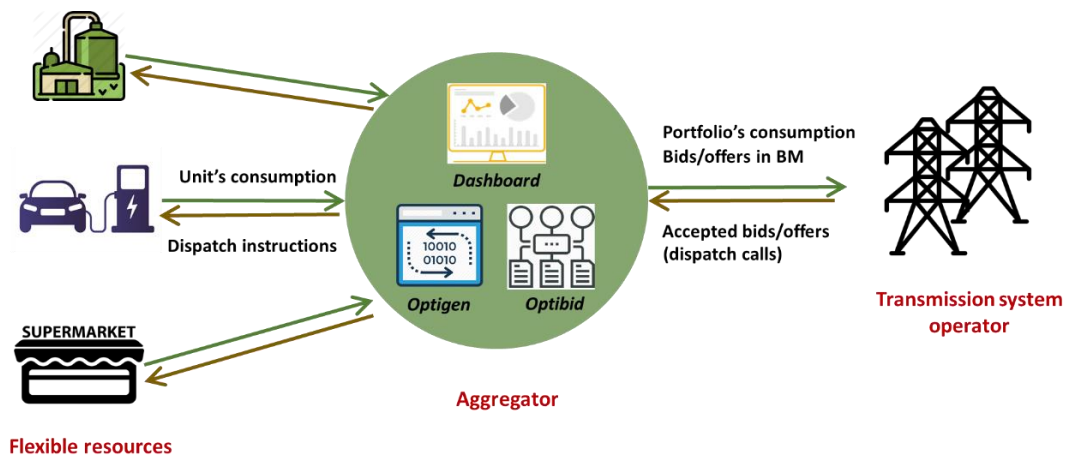 Unit's consumption
Dispatch instructions
SUPERMARKET
Flexible resources
Dashboard
10010
01010
Optigen
Optibid
Aggregator
Portfolio's consumption
Bids/offers in BM
Accepted bids/offers
(dispatch calls)
Transmission system
operator